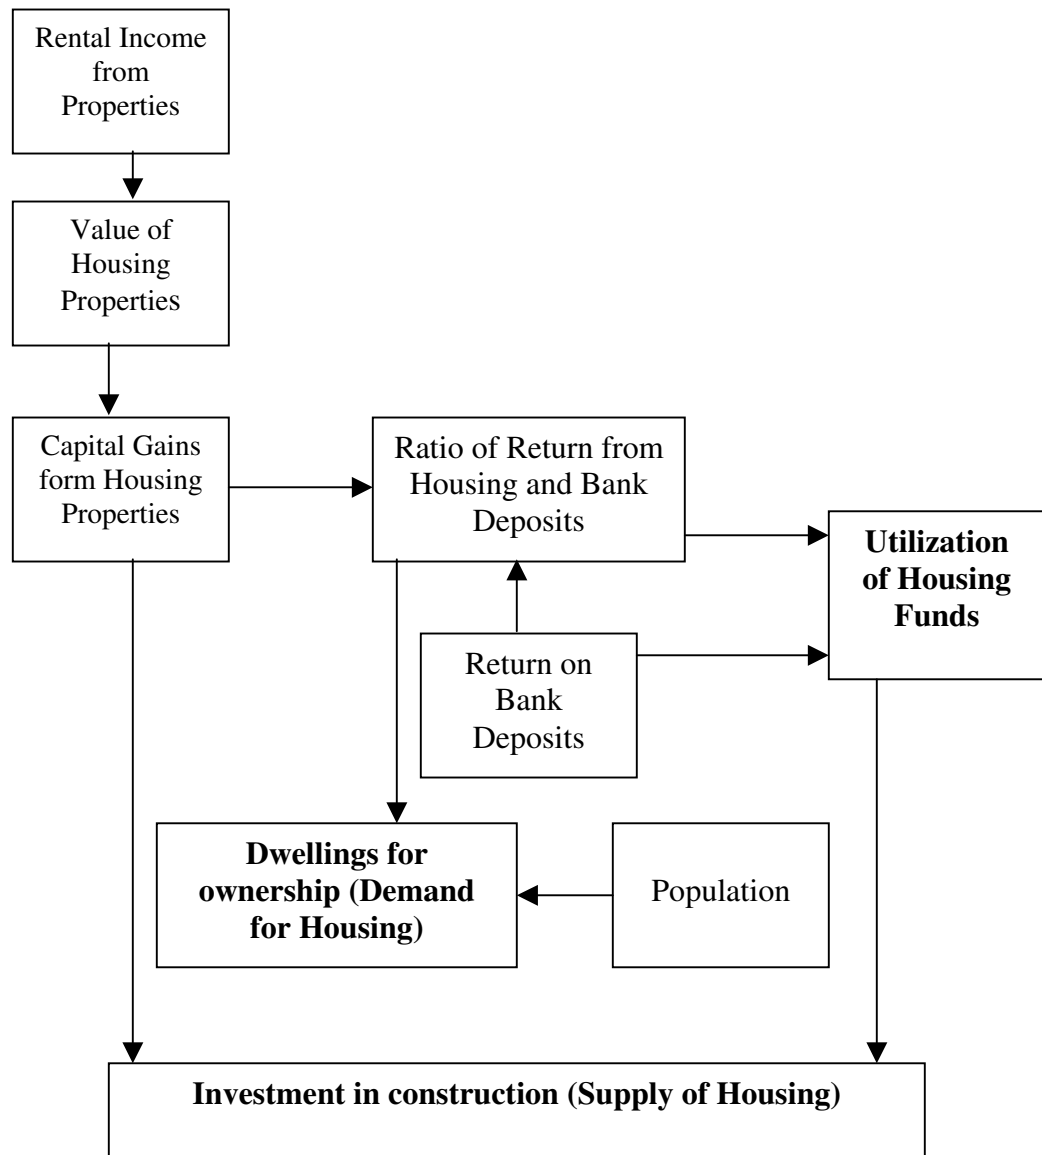 Rental Income
from
Properties
Value of
Housing
Properties
Capital Gains
form Housing
Properties
Ratio of Return from
Housing and Bank
Deposits
Utilization
of Housing
Funds
Return on
Bank
Deposits
Dwellings for
ownership (Demand
for Housing)
Population
Investment in construction (Supply of Housing)